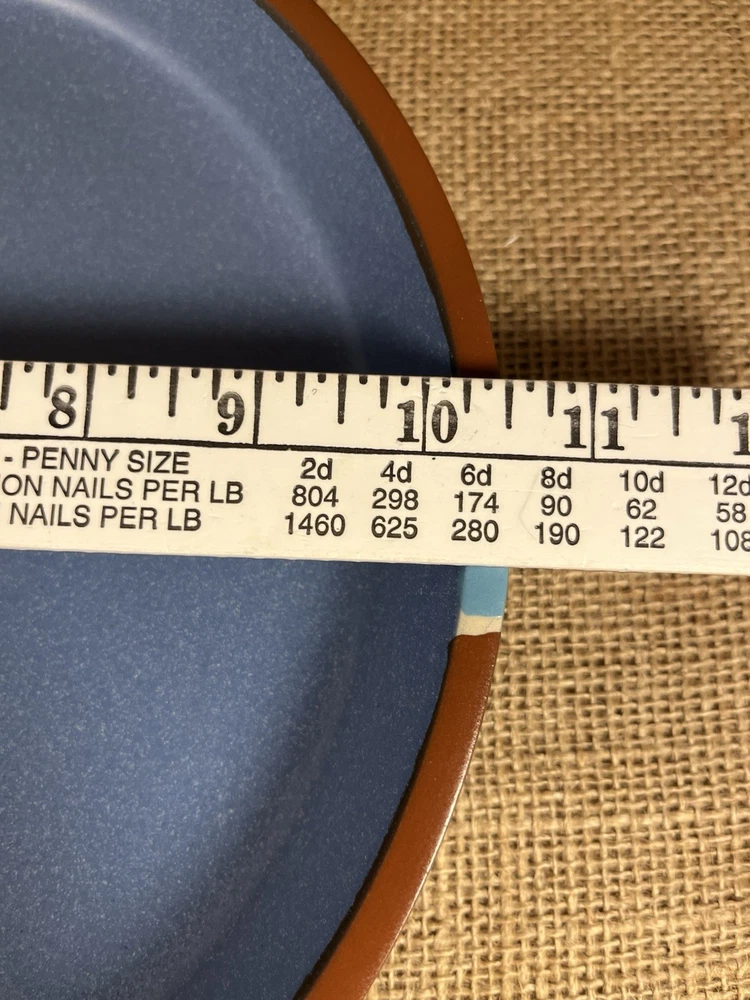 8 9 10 11 1
- PENNY SIZE 2d 4d 6d 8d 10d 12d
ON NAILS PER LB 804 298 174 90 62 58
NAILS PER LB 1460 625 280 190 122 108